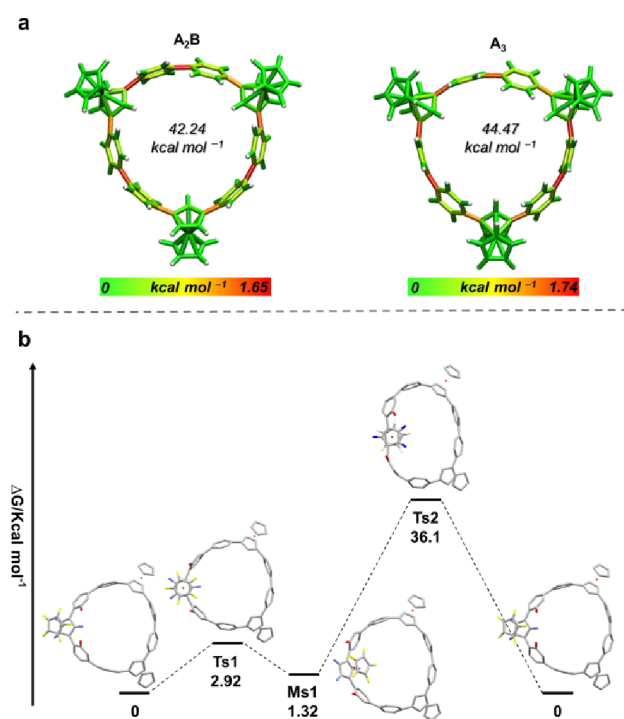 a
A₂B
A₃
42.24
kcal mol ⁻¹
44.47
kcal mol ⁻¹
0 kcal mol ⁻¹ 1.65
0 kcal mol ⁻¹ 1.74
b
ΔG/Kcal mol⁻¹
Ts2
36.1
Ts1
2.92
Ms1
1.32
0
0